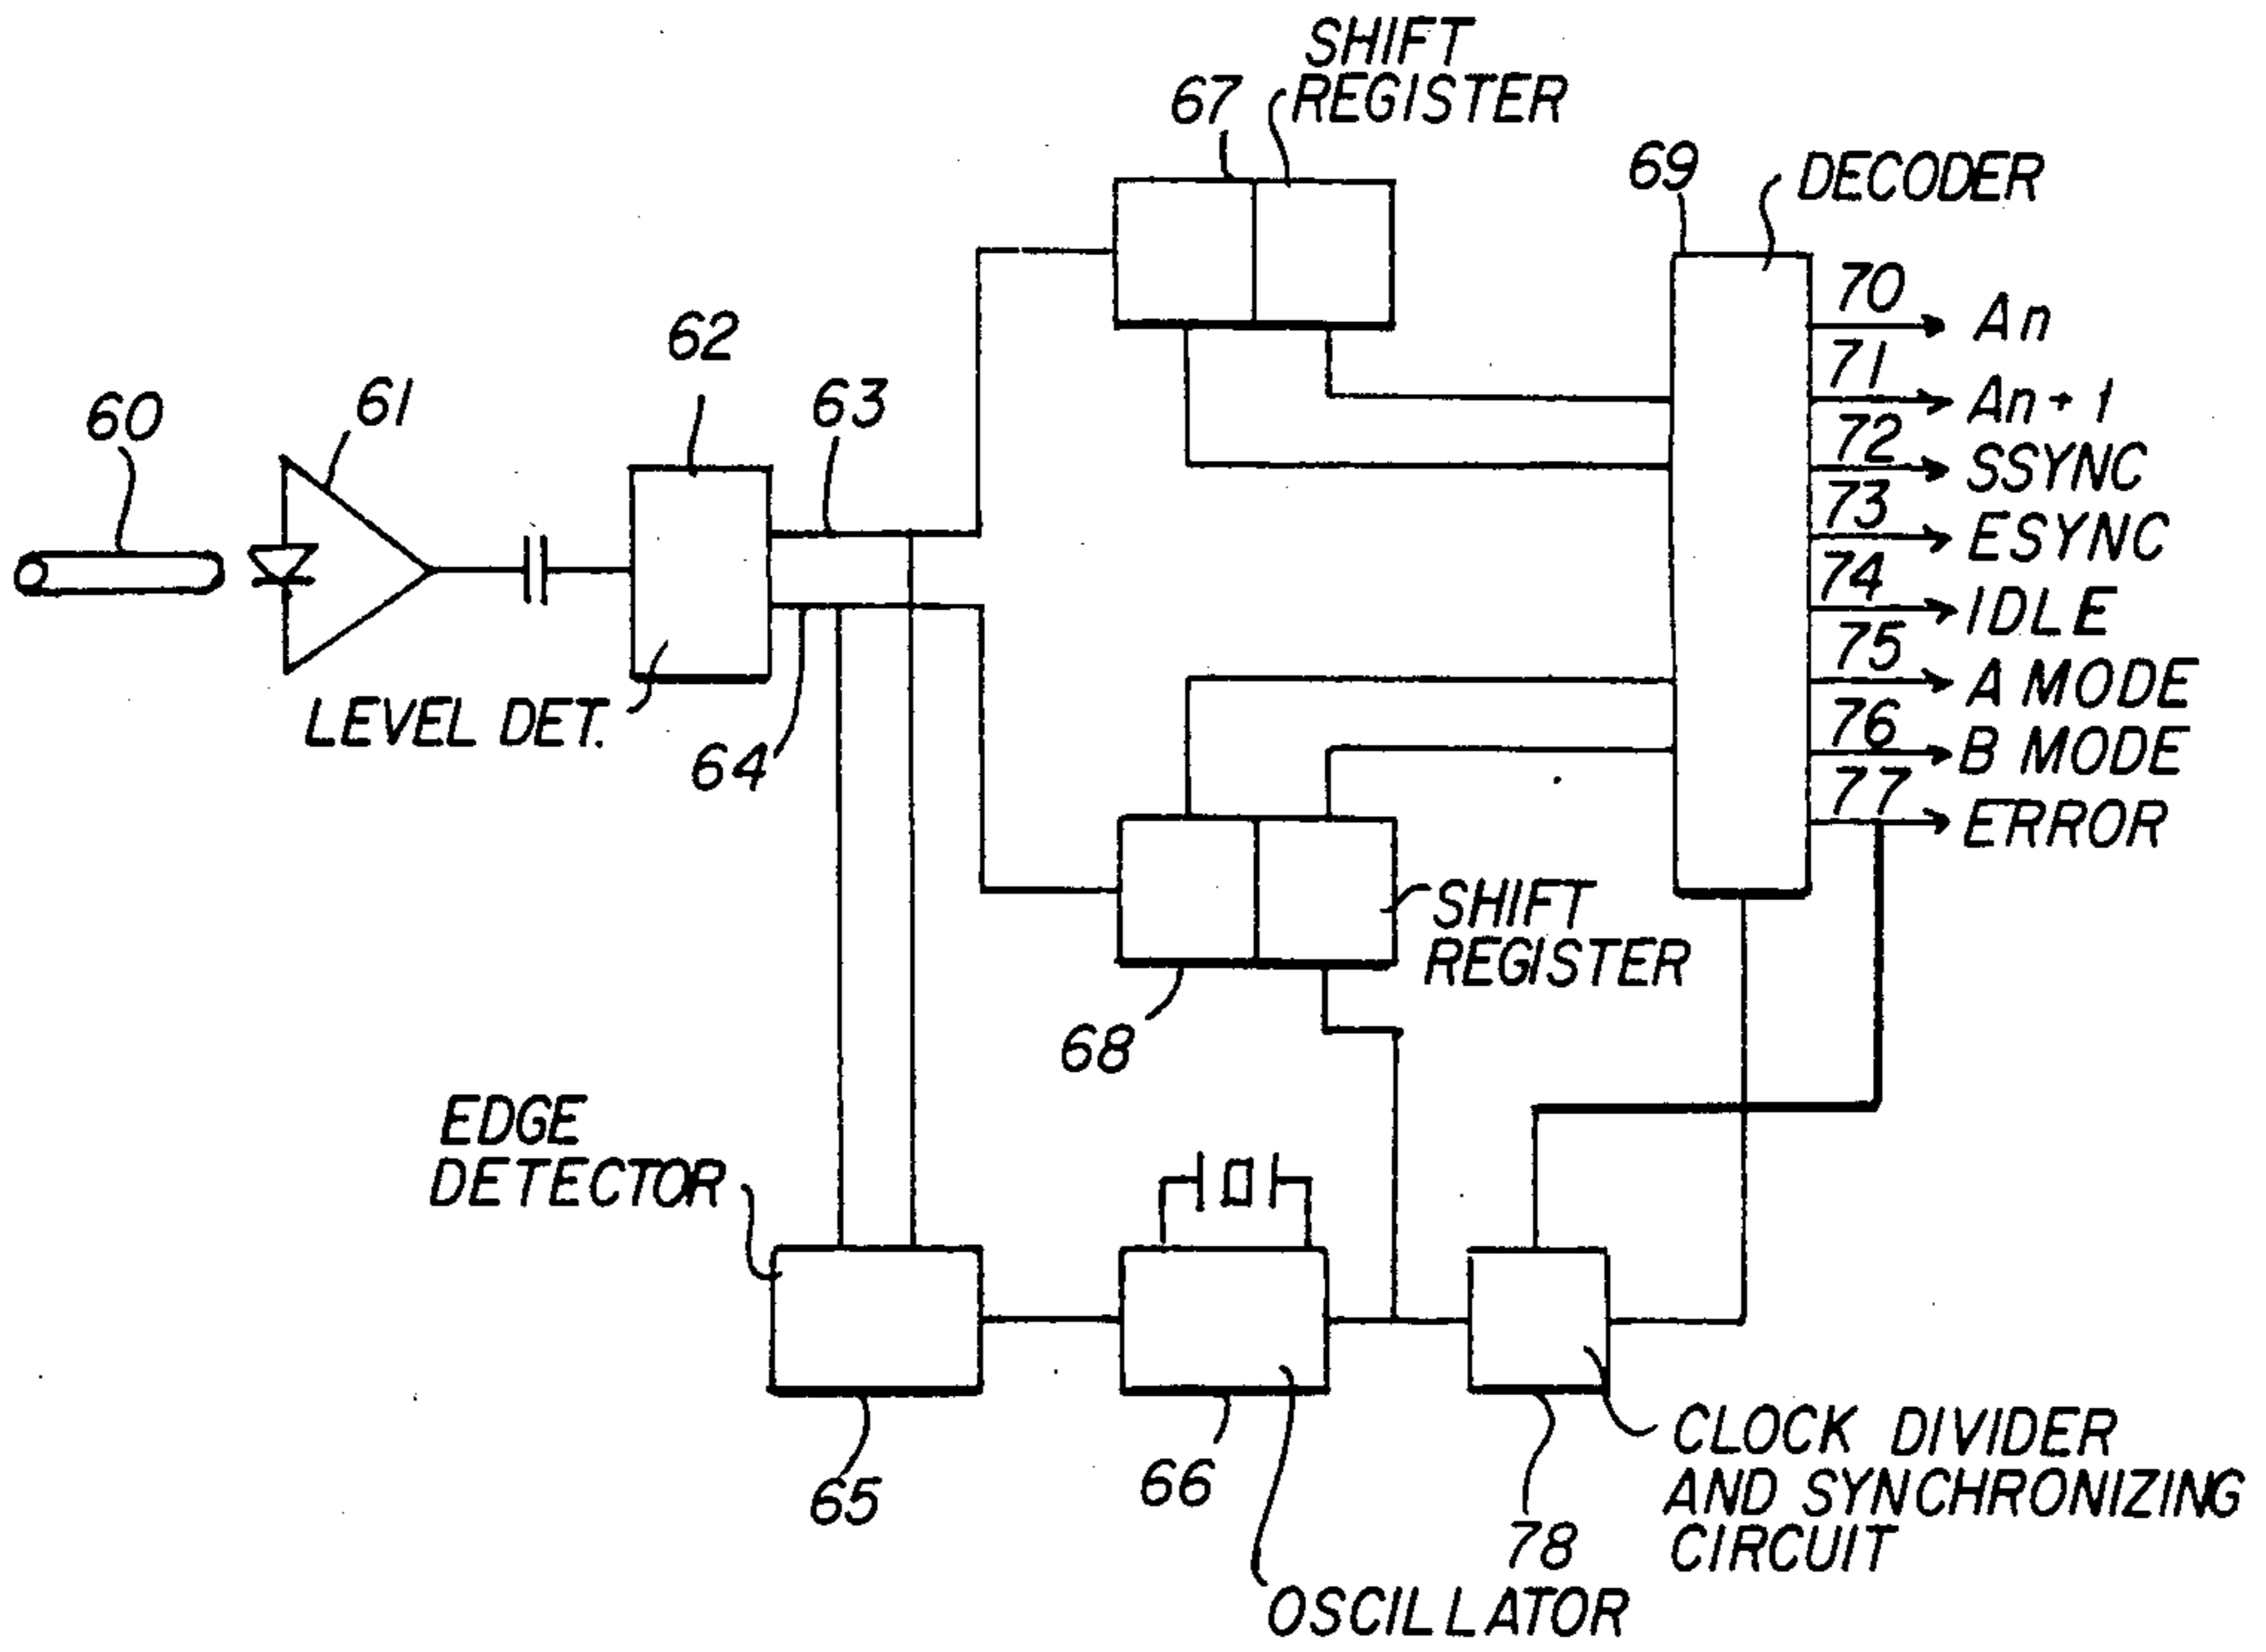 SHIFT
REGISTER
67
69
DECODER
70
An
71
An+1
72
SSYNC
73
ESYNC
74
IDLE
75
A MODE
76
B MODE
77
ERROR
62
63
61
60
LEVEL DET.
64
SHIFT
REGISTER
68
EDGE
DETECTOR
65
66
78
CLOCK DIVIDER
AND SYNCHRONIZING
CIRCUIT
OSCILLATOR